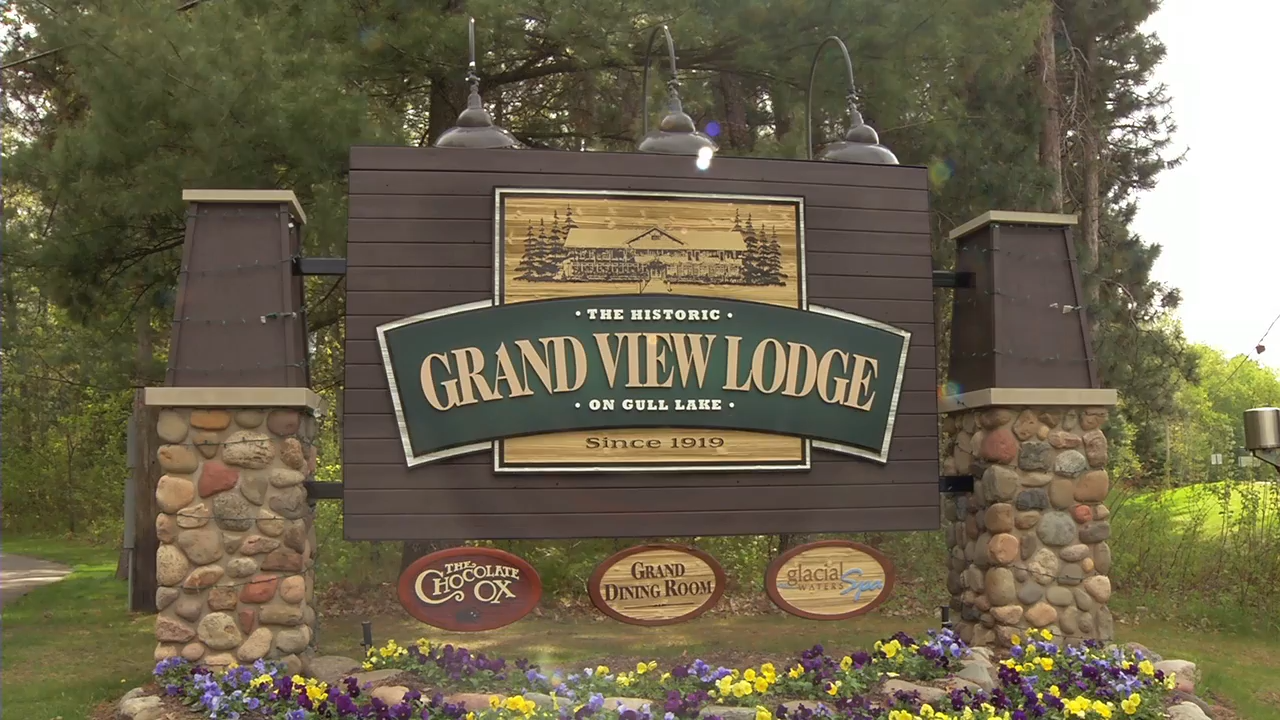 · THE HISTORIC ·
GRAND VIEW LODGE
· ON GULL LAKE ·
Since 1919
THE
CHOCOLATE
OX
GRAND
DINING ROOM
glacial
WATERS Spa